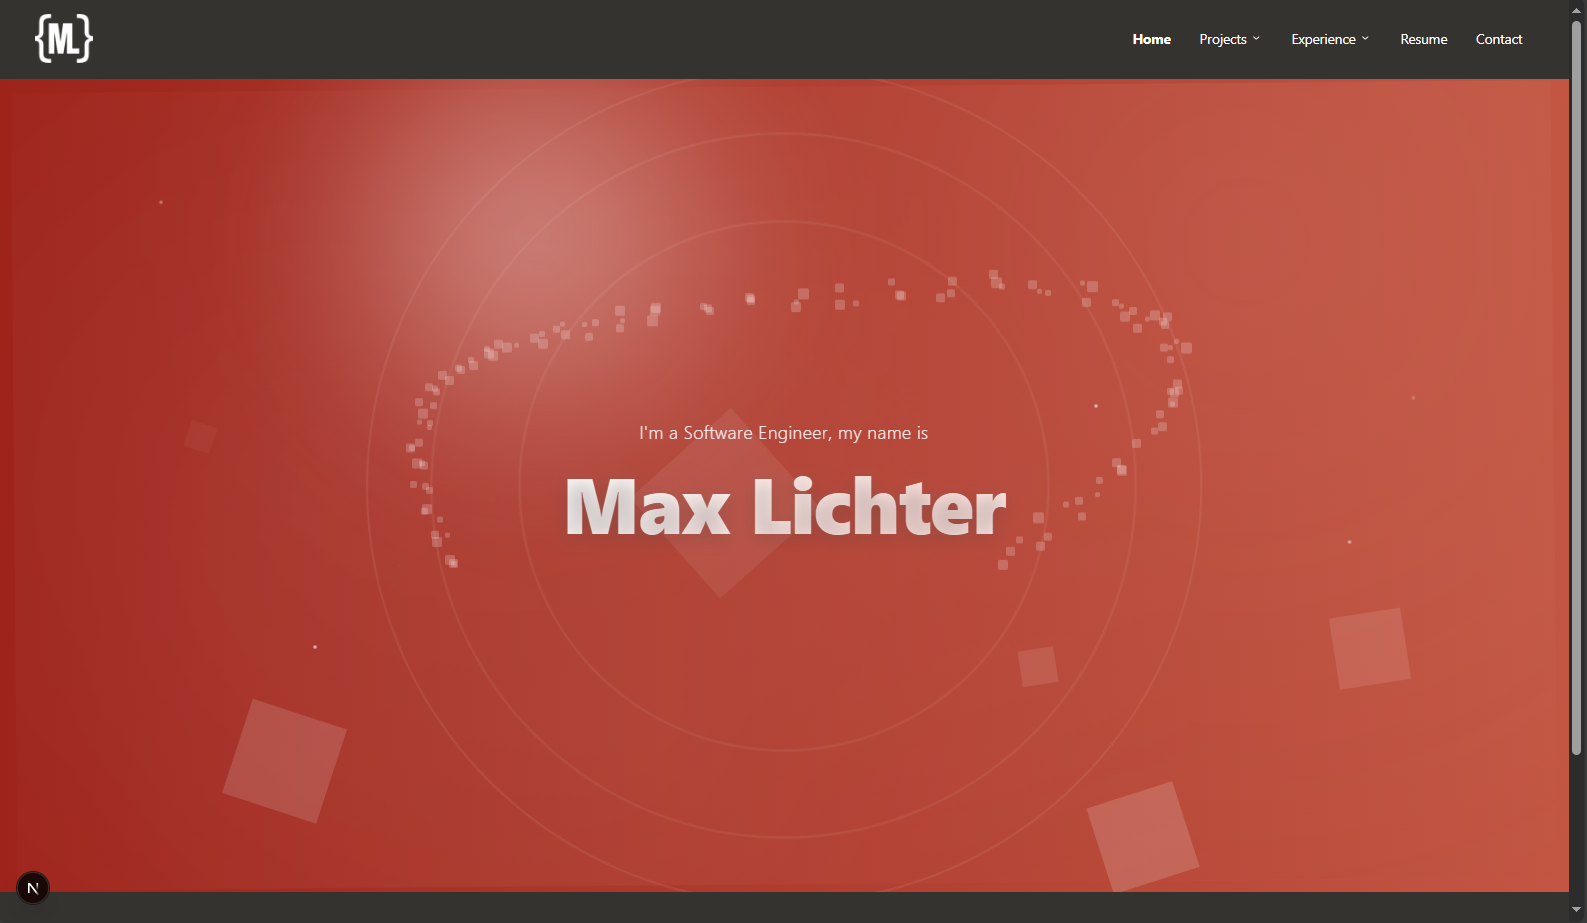 {ML}
Home Projects Experience Resume Contact
I'm a Software Engineer, my name is
Max Lichter
N